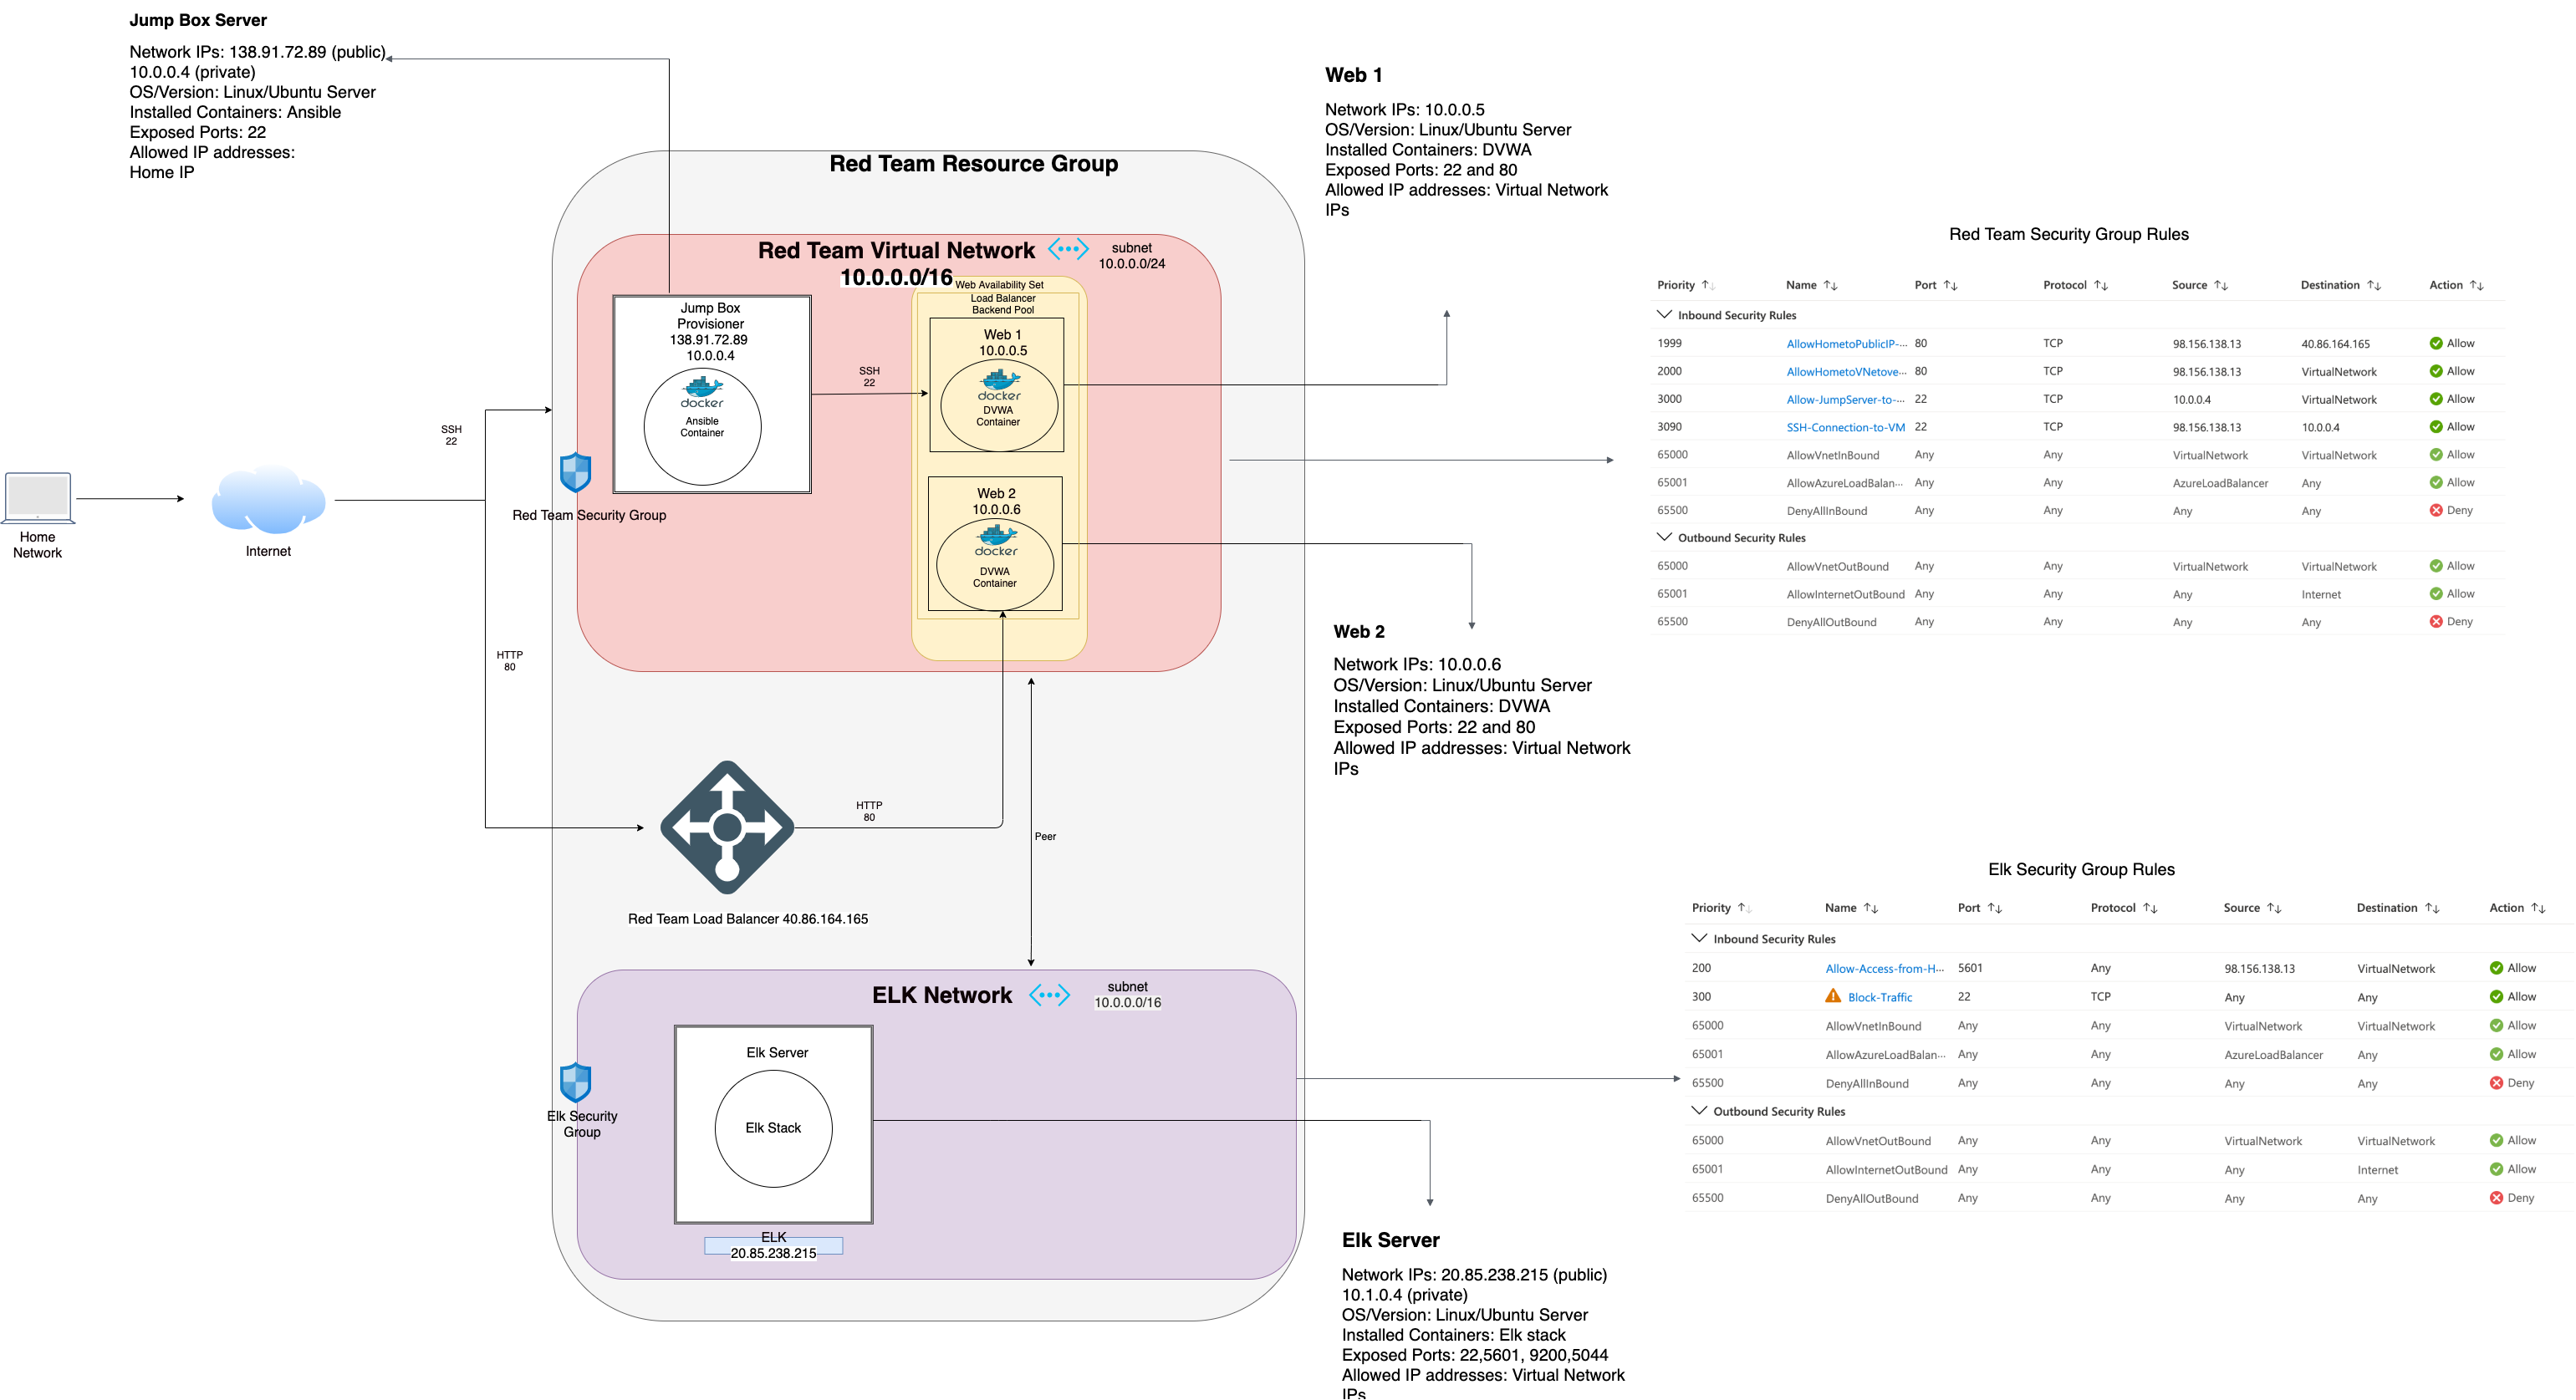 Jump Box Server
Network IPs: 138.91.72.89 (public)
10.0.0.4 (private)
OS/Version: Linux/Ubuntu Server
Installed Containers: Ansible
Exposed Ports: 22
Allowed IP addresses:
Home IP
Home
Network
Internet
SSH
22
HTTP
80
Red Team Resource Group
Red Team Virtual Network
10.0.0.0/16
subnet
10.0.0.0/24
Jump Box
Provisioner
138.91.72.89
10.0.0.4
docker
Ansible
Container
Red Team Security Group
SSH
22
Web Availability Set
Load Balancer
Backend Pool
Web 1
10.0.0.5
docker
DVWA
Container
Web 2
10.0.0.6
docker
DVWA
Container
HTTP
80
Peer
Red Team Load Balancer 40.86.164.165
ELK Network
subnet
10.0.0.0/16
Elk Server
Elk Stack
Elk Security
Group
ELK
20.85.238.215
Web 1
Network IPs: 10.0.0.5
OS/Version: Linux/Ubuntu Server
Installed Containers: DVWA
Exposed Ports: 22 and 80
Allowed IP addresses: Virtual Network
IPs
Web 2
Network IPs: 10.0.0.6
OS/Version: Linux/Ubuntu Server
Installed Containers: DVWA
Exposed Ports: 22 and 80
Allowed IP addresses: Virtual Network
IPs
Elk Server
Network IPs: 20.85.238.215 (public)
10.1.0.4 (private)
OS/Version: Linux/Ubuntu Server
Installed Containers: Elk stack
Exposed Ports: 22,5601, 9200,5044
Allowed IP addresses: Virtual Network
IPs
Red Team Security Group Rules
Priority Name Port Protocol Source Destination Action
Inbound Security Rules
1999 AllowHometoPublicIP-... 80 TCP 98.156.138.13 40.86.164.165 Allow
2000 AllowHometoVNetove... 80 TCP 98.156.138.13 VirtualNetwork Allow
3000 Allow-JumpServer-to-... 22 TCP 10.0.0.4 VirtualNetwork Allow
3090 SSH-Connection-to-VM 22 TCP 98.156.138.13 10.0.0.4 Allow
65000 AllowVnetInBound Any Any VirtualNetwork VirtualNetwork Allow
65001 AllowAzureLoadBalan... Any Any AzureLoadBalancer Any Allow
65500 DenyAllInBound Any Any Any Any Deny
Outbound Security Rules
65000 AllowVnetOutBound Any Any VirtualNetwork VirtualNetwork Allow
65001 AllowInternetOutBound Any Any Any Internet Allow
65500 DenyAllOutBound Any Any Any Any Deny
Elk Security Group Rules
Priority Name Port Protocol Source Destination Action
Inbound Security Rules
200 Allow-Access-from-H... 5601 Any 98.156.138.13 VirtualNetwork Allow
300 Block-Traffic 22 TCP Any Any Allow
65000 AllowVnetInBound Any Any VirtualNetwork VirtualNetwork Allow
65001 AllowAzureLoadBalan... Any Any AzureLoadBalancer Any Allow
65500 DenyAllInBound Any Any Any Any Deny
Outbound Security Rules
65000 AllowVnetOutBound Any Any VirtualNetwork VirtualNetwork Allow
65001 AllowInternetOutBound Any Any Any Internet Allow
65500 DenyAllOutBound Any Any Any Any Deny